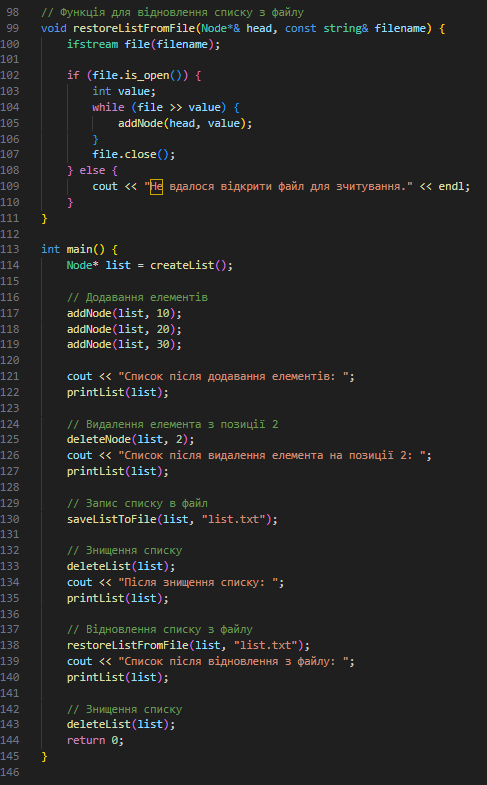 98 // Функція для відновлення списку з файлу
99 void restoreListFromFile(Node*& head, const string& filename) {
100     ifstream file(filename);
101
102     if (file.is_open()) {
103         int value;
104         while (file >> value) {
105             addNode(head, value);
106         }
107         file.close();
108     } else {
109         cout << "Не вдалося відкрити файл для зчитування." << endl;
110     }
111 }
112
113 int main() {
114     Node* list = createList();
115
116     // Додавання елементів
117     addNode(list, 10);
118     addNode(list, 20);
119     addNode(list, 30);
120
121     cout << "Список після додавання елементів: ";
122     printList(list);
123
124     // Видалення елемента з позиції 2
125     deleteNode(list, 2);
126     cout << "Список після видалення елемента на позиції 2: ";
127     printList(list);
128
129     // Запис списку в файл
130     saveListToFile(list, "list.txt");
131
132     // Знищення списку
133     deleteList(list);
134     cout << "Після знищення списку: ";
135     printList(list);
136
137     // Відновлення списку з файлу
138     restoreListFromFile(list, "list.txt");
139     cout << "Список після відновлення з файлу: ";
140     printList(list);
141
142     // Знищення списку
143     deleteList(list);
144     return 0;
145 }
146